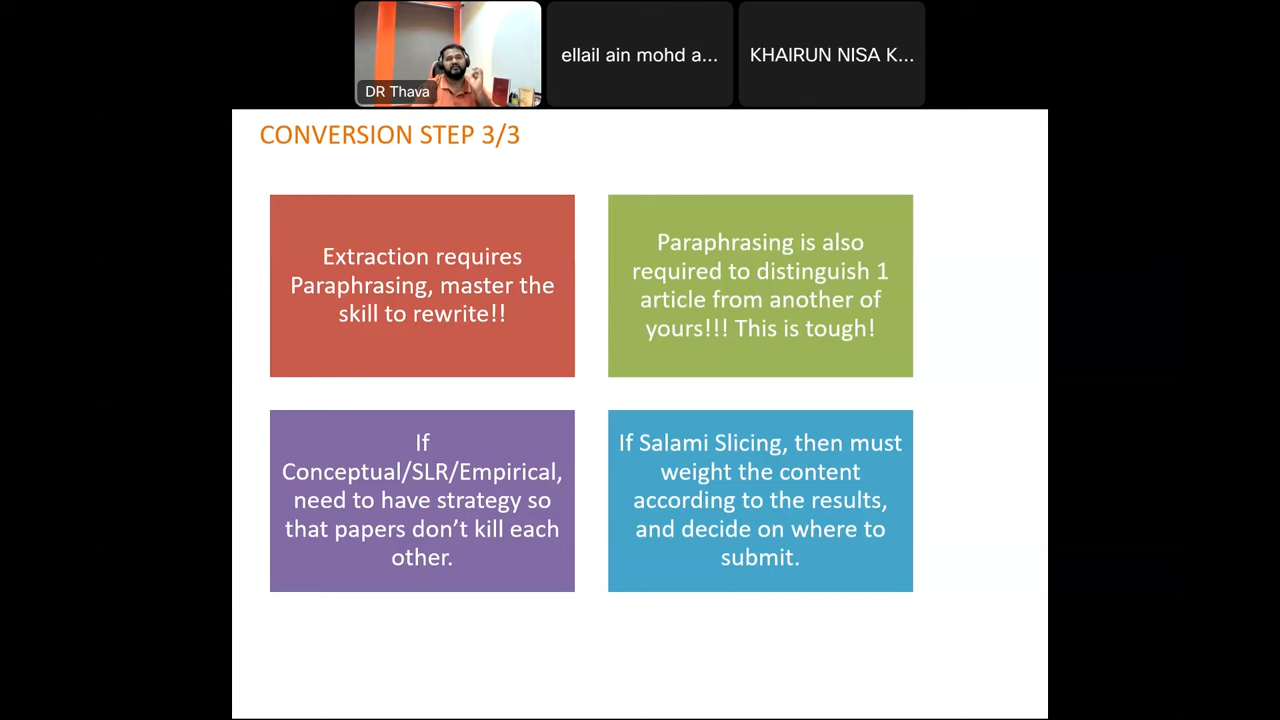 DR Thava
ellail ain mohd a...
KHAIRUN NISA K...
CONVERSION STEP 3/3
Extraction requires
Paraphrasing, master the
skill to rewrite!!
Paraphrasing is also
required to distinguish 1
article from another of
yours!!! This is tough!
If
Conceptual/SLR/Empirical,
need to have strategy so
that papers don’t kill each
other.
If Salami Slicing, then must
weight the content
according to the results,
and decide on where to
submit.